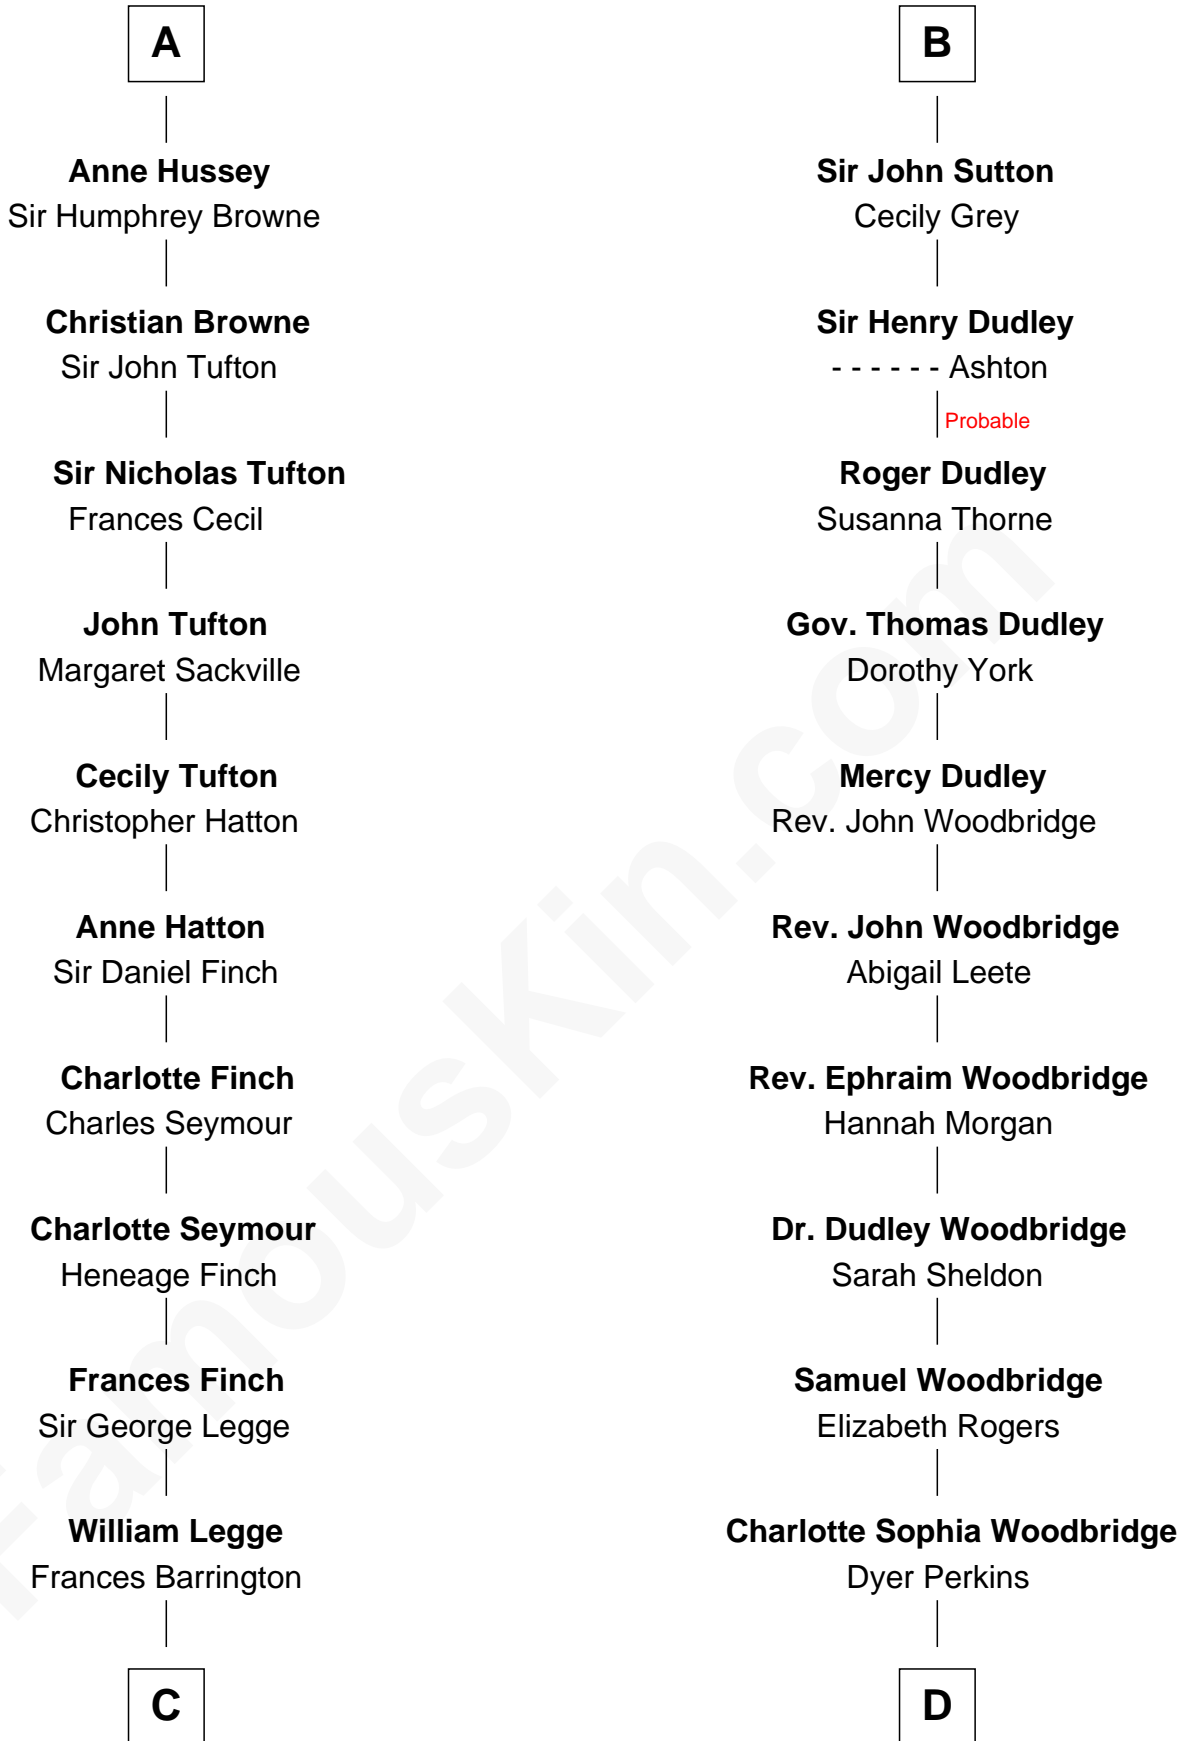 A
Anne Hussey
Sir Humphrey Browne
Christian Browne
Sir John Tufton
Sir Nicholas Tufton
Frances Cecil
John Tufton
Margaret Sackville
Cecily Tufton
Christopher Hatton
Anne Hatton
Sir Daniel Finch
Charlotte Finch
Charles Seymour
Charlotte Seymour
Heneage Finch
Frances Finch
Sir George Legge
William Legge
Frances Barrington
C
B
Sir John Sutton
Cecily Grey
Sir Henry Dudley
- - - - - - Ashton
Probable
Roger Dudley
Susanna Thorne
Gov. Thomas Dudley
Dorothy York
Mercy Dudley
Rev. John Woodbridge
Rev. John Woodbridge
Abigail Leete
Rev. Ephraim Woodbridge
Hannah Morgan
Dr. Dudley Woodbridge
Sarah Sheldon
Samuel Woodbridge
Elizabeth Rogers
Charlotte Sophia Woodbridge
Dyer Perkins
D
FamousKin.com